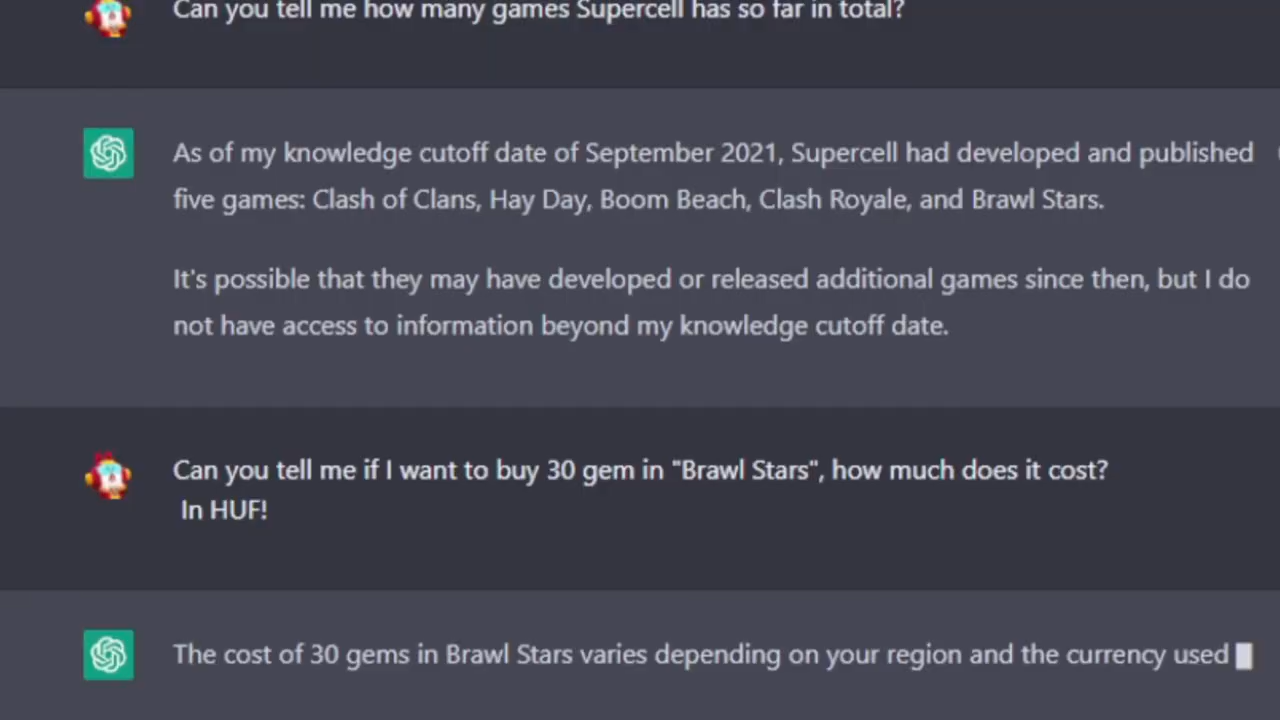 Can you tell me how many games Supercell has so far in total?
As of my knowledge cutoff date of September 2021, Supercell had developed and published
five games: Clash of Clans, Hay Day, Boom Beach, Clash Royale, and Brawl Stars.
It's possible that they may have developed or released additional games since then, but I do
not have access to information beyond my knowledge cutoff date.
Can you tell me if I want to buy 30 gem in "Brawl Stars", how much does it cost?
In HUF!
The cost of 30 gems in Brawl Stars varies depending on your region and the currency used